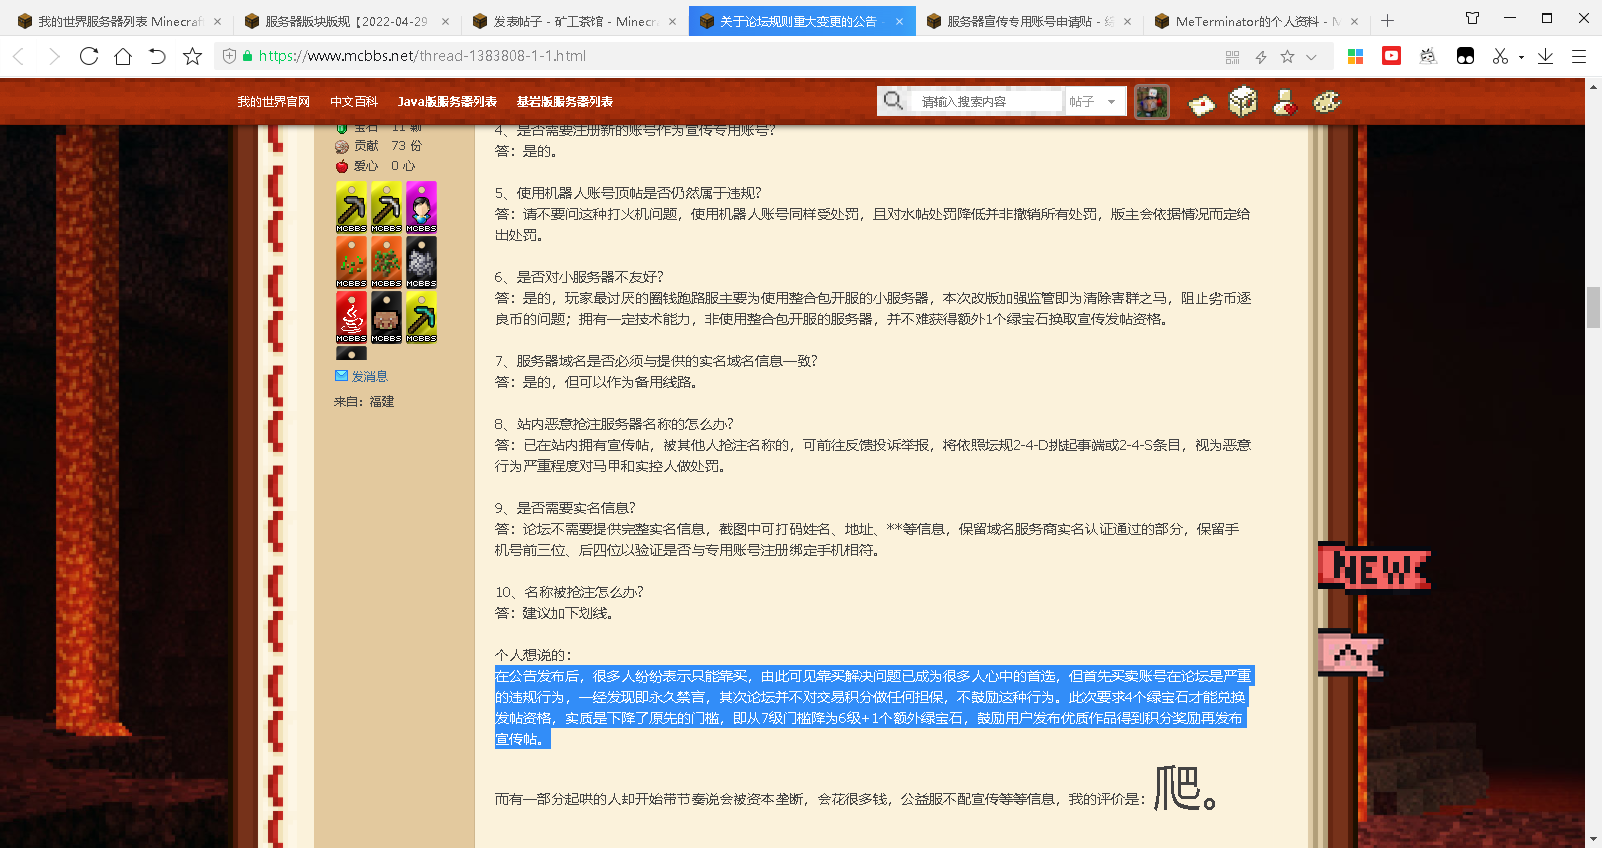 我的世界服务器列表 Minecraft
服务器版块版规【2022-04-29
发表帖子 - 矿工茶馆 - Minecra
关于论坛规则重大变更的公告 -
服务器宣传专用账号申请贴 -
MeTerminator的个人资料 - M
https://www.mcbbs.net/thread-1383808-1-1.html
我的世界官网 中文百科 Java版服务器列表 基岩版服务器列表
请输入搜索内容 帖子
宝石 11 颗
贡献 73 份
爱心 0 心
MCBBS MCBBS MCBBS
MCBBS MCBBS MCBBS
MCBBS MCBBS MCBBS
发消息
来自：福建
4、是否需要注册新的账号作为宣传专用账号?
答：是的。
5、使用机器人账号顶帖是否仍然属于违规?
答：请不要问这种打火机问题，使用机器人账号同样受处罚，且对水帖处罚降低并非撤销所有处罚，版主会依据情况而定给
出处罚。
6、是否对小服务器不友好?
答：是的，玩家最讨厌的圈钱跑路服主要为使用整合包开服的小服务器，本次改版加强监管即为清除害群之马，阻止劣币逐
良币的问题；拥有一定技术能力，非使用整合包开服的服务器，并不难获得额外1个绿宝石换取宣传发帖资格。
7、服务器域名是否必须与提供的实名域名信息一致?
答：是的，但可以作为备用线路。
8、站内恶意抢注服务器名称的怎么办?
答：已在站内拥有宣传帖，被其他人抢注名称的，可前往反馈投诉举报，将依照坛规2-4-D挑起事端或2-4-S条目，视为恶意
行为严重程度对马甲和实控人做处罚。
9、是否需要实名信息?
答：论坛不需要提供完整实名信息，截图中可打码姓名、地址、**等信息，保留域名服务商实名认证通过的部分，保留手
机号前三位、后四位以验证是否与专用账号注册绑定手机相符。
10、名称被抢注怎么办?
答：建议加下划线。
个人想说的：
在公告发布后，很多人纷纷表示只能靠买，由此可见靠买解决问题已成为很多人心中的首选，但首先买卖账号在论坛是严重
的违规行为，一经发现即永久禁言，其次论坛并不对交易积分做任何担保，不鼓励这种行为。此次要求4个绿宝石才能兑换
发帖资格，实质是下降了原先的门槛，即从7级门槛降为6级+1个额外绿宝石，鼓励用户发布优质作品得到积分奖励再发布
宣传帖。
而有一部分起哄的人却开始带节奏说会被资本垄断，会花很多钱，公益服不配宣传等等信息，我的评价是：爬。
NEW